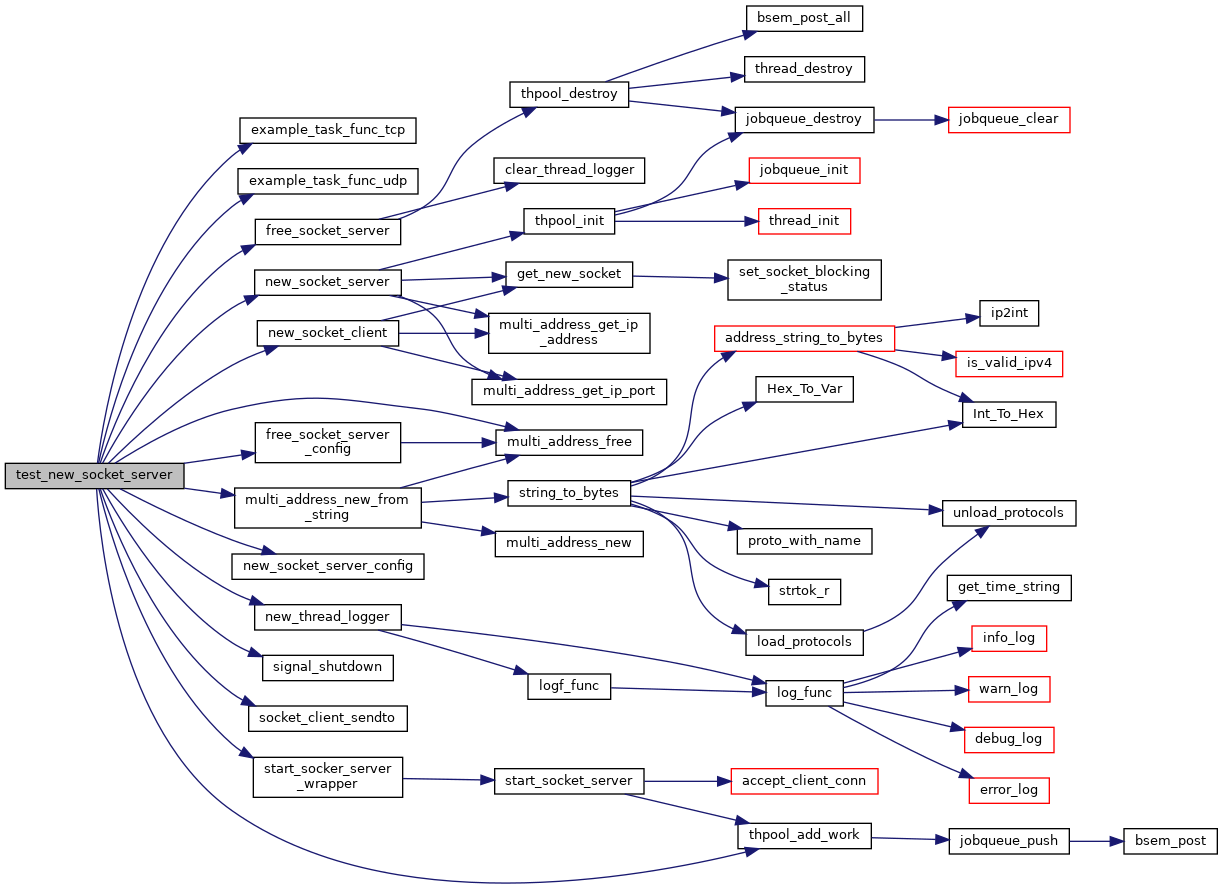 bsem_post_all
thread_destroy
thpool_destroy
jobqueue_destroy
jobqueue_clear
example_task_func_tcp
clear_thread_logger
jobqueue_init
example_task_func_udp
thpool_init
thread_init
free_socket_server
get_new_socket
set_socket_blocking
_status
new_socket_server
multi_address_get_ip
_address
ip2int
new_socket_client
address_string_to_bytes
is_valid_ipv4
multi_address_get_ip_port
Hex_To_Var
Int_To_Hex
free_socket_server
_config
multi_address_free
test_new_socket_server
multi_address_new_from
_string
string_to_bytes
unload_protocols
multi_address_new
proto_with_name
new_socket_server_config
strtok_r
get_time_string
new_thread_logger
load_protocols
info_log
signal_shutdown
logf_func
log_func
warn_log
socket_client_sendto
debug_log
start_socker_server
_wrapper
start_socket_server
accept_client_conn
error_log
thpool_add_work
jobqueue_push
bsem_post